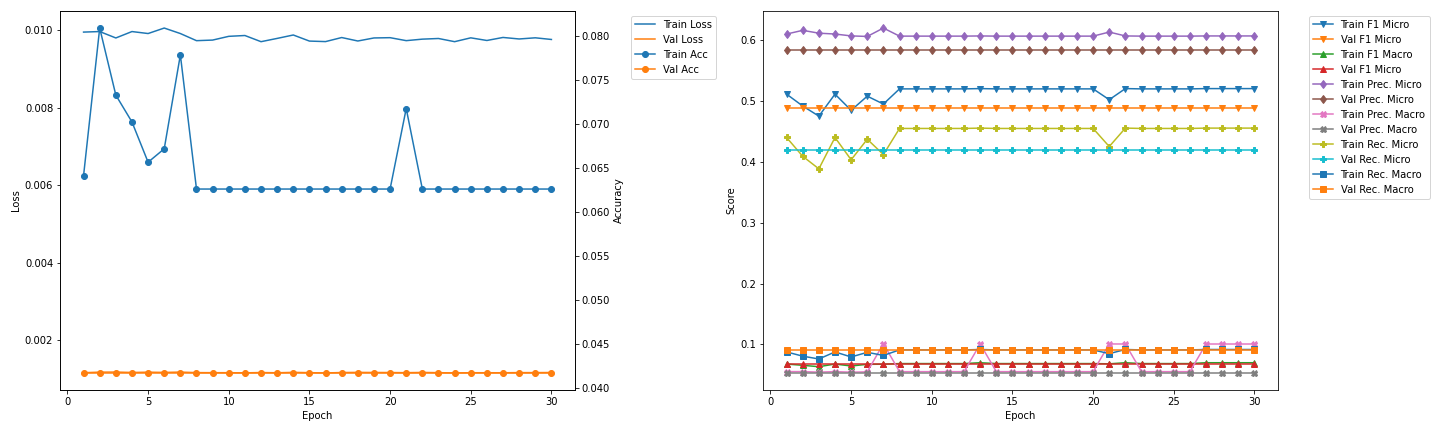 0.010
0.008
0.006
0.004
0.002
Loss
0
5
10
15
20
25
30
Epoch
0.080
0.075
0.070
0.065
0.060
0.055
0.050
0.045
0.040
Accuracy
Train Loss
Val Loss
Train Acc
Val Acc
0.6
0.5
0.4
0.3
0.2
0.1
Score
0
5
10
15
20
25
30
Epoch
Train F1 Micro
Val F1 Micro
Train F1 Macro
Val F1 Micro
Train Prec. Micro
Val Prec. Micro
Train Prec. Macro
Val Prec. Macro
Train Rec. Micro
Val Rec. Micro
Train Rec. Macro
Val Rec. Macro